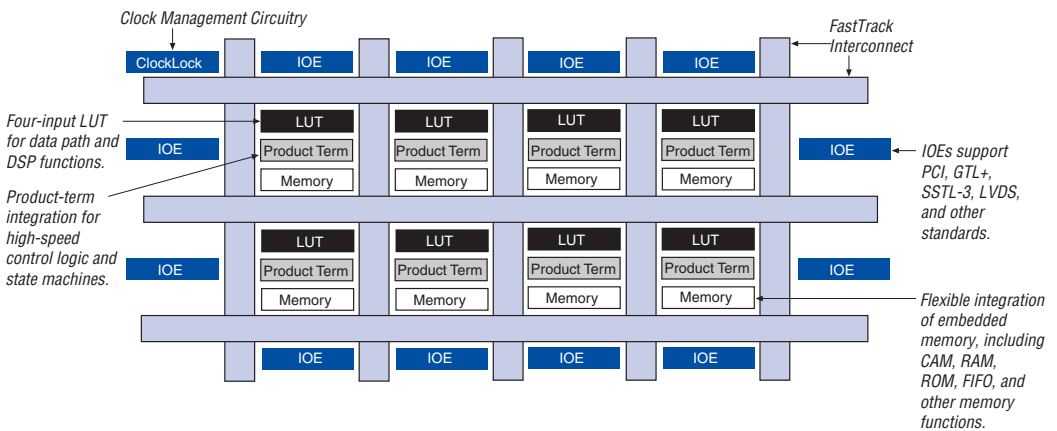 Clock Management Circuitry
FastTrack
Interconnect
ClockLock
IOE
IOE
IOE
IOE
Four-input LUT
for data path and
DSP functions.
LUT
LUT
LUT
LUT
IOE
Product Term
Product Term
Product Term
Product Term
IOE
IOEs support
PCI, GTL+,
SSTL-3, LVDS,
and other
standards.
Memory
Memory
Memory
Memory
Product-term
integration for
high-speed
control logic and
state machines.
LUT
LUT
LUT
LUT
IOE
Product Term
Product Term
Product Term
Product Term
IOE
Memory
Memory
Memory
Memory
Flexible integration
of embedded
memory, including
CAM, RAM,
ROM, FIFO, and
other memory
functions.
IOE
IOE
IOE
IOE